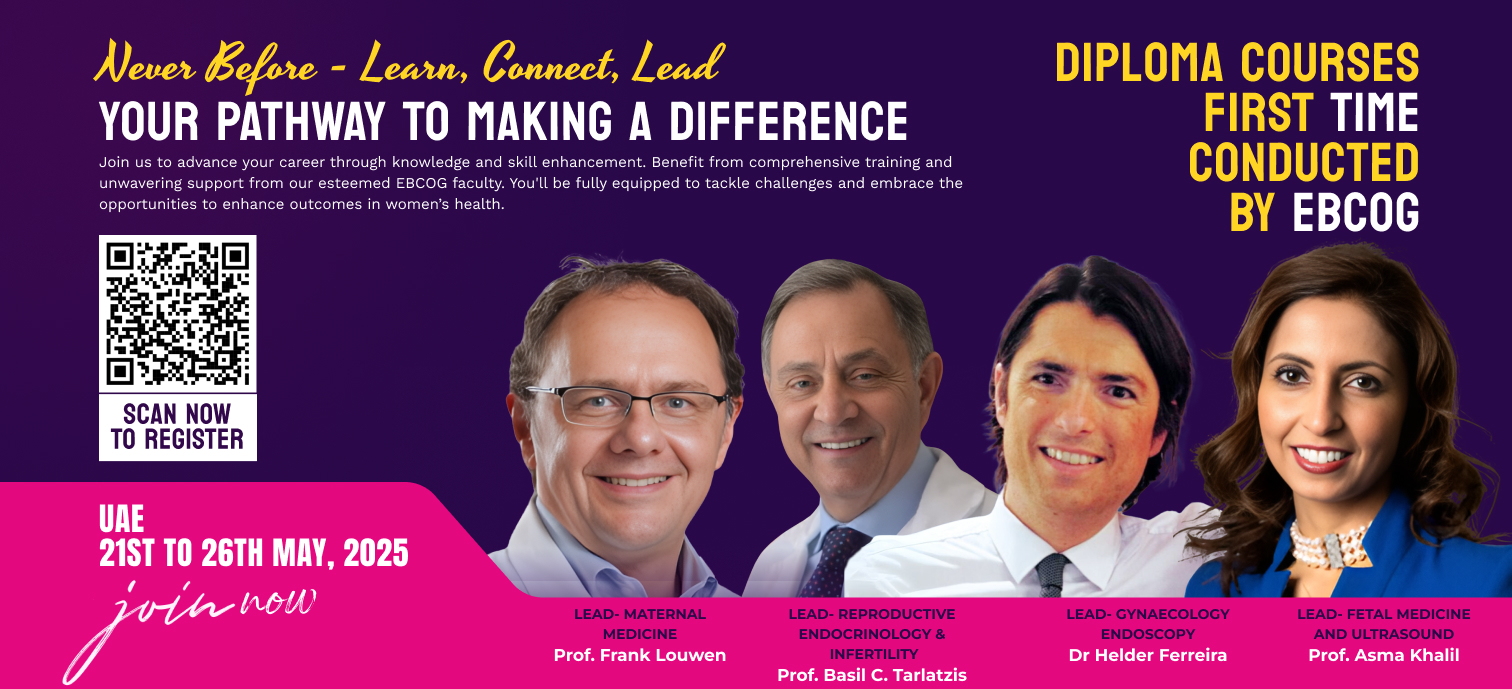 Never Before - Learn, Connect, Lead
YOUR PATHWAY TO MAKING A DIFFERENCE
Join us to advance your career through knowledge and skill enhancement. Benefit from comprehensive training and
unwavering support from our esteemed EBCOG faculty. You'll be fully equipped to tackle challenges and embrace the
opportunities to enhance outcomes in women's health.
DIPLOMA COURSES
FIRST TIME
CONDUCTED
BY EBCOG
SCAN NOW
TO REGISTER
UAE
21ST TO 26TH MAY, 2025
join now
LEAD- MATERNAL
MEDICINE
Prof. Frank Louwen
LEAD- REPRODUCTIVE
ENDOCRINOLOGY &
INFERTILITY
Prof. Basil C. Tarlatzis
LEAD- GYNAECOLOGY
ENDOSCOPY
Dr Helder Ferreira
LEAD- FETAL MEDICINE
AND ULTRASOUND
Prof. Asma Khalil